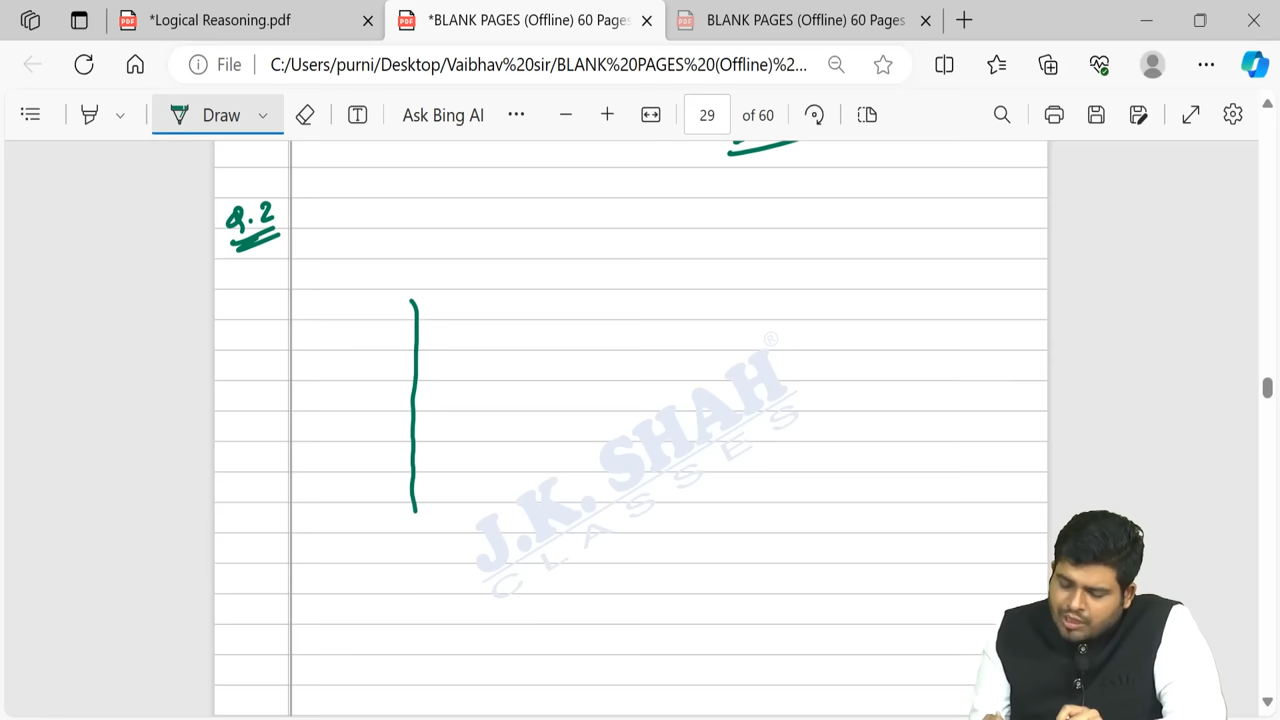 *Logical Reasoning.pdf
*BLANK PAGES (Offline) 60 Pages
BLANK PAGES (Offline) 60 Pages
File
C:/Users/purni/Desktop/Vaibhav%20sir/BLANK%20PAGES%20(Offline)%2...
Draw
Ask Bing AI
29 of 60
Q.2
J.K. SHAH®
CLASSES